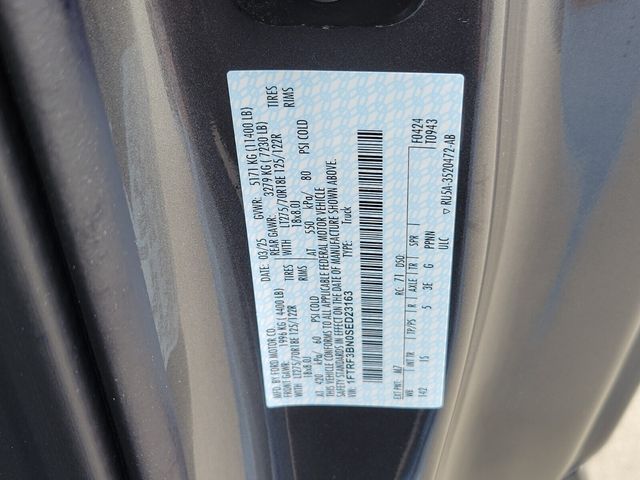 MFD. BY FORD MOTOR CO.
DATE: 03/25 GVWR: 5171 KG (11400 LB)
FRONT GAWR: 1996 KG (4400 LB) REAR GAWR: 3279 KG (7230 LB)
WITH LT275/70R18E 125/122R TIRES WITH LT275/70R18E 125/122R TIRES
18x8.0J RIMS 18x8.0J RIMS
AT 420 kPa/ 60 PSI COLD AT 550 kPa/ 80 PSI COLD
THIS VEHICLE CONFORMS TO ALL APPLICABLE FEDERAL MOTOR VEHICLE
SAFETY STANDARDS IN EFFECT ON THE DATE OF MANUFACTURE SHOWN ABOVE.
VIN: 1FTRF3BN0SED23163
TYPE: Truck
F0424
T0943
EXT PNT: M7 RC: 71 DSO:
WB INT TR TP/PS R AXLE TR SPR
142 1S 5 3E G PPNN
ULC
▽ RU5A-3520472-AB